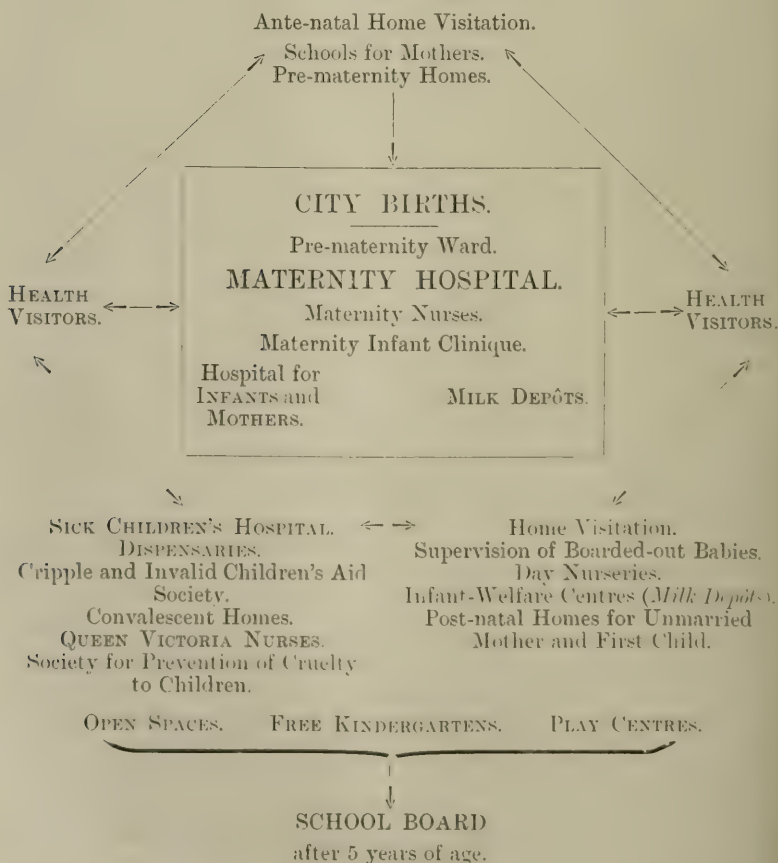 Ante-natal Home Visitation.
Schools for Mothers.
Pre-maternity Homes.
CITY BIRTHS.
Pre-maternity Ward.
MATERNITY HOSPITAL.
Maternity Nurses.
Maternity Infant Clinique.
Hospital for
INFANTS and
MOTHERS.
MILK DEPÔTS.
HEALTH
VISITORS.
HEALTH
VISITORS.
SICK CHILDREN'S HOSPITAL.
DISPENSARIES.
Cripple and Invalid Children's Aid
Society.
Convalescent Homes.
QUEEN VICTORIA NURSES.
Society for Prevention of Cruelty
to Children.
Home Visitation.
Supervision of Boarded-out Babies.
Day Nurseries.
Infant-Welfare Centres (Milk Depôts).
Post-natal Homes for Unmarried
Mother and First Child.
OPEN SPACES. FREE KINDERGARTENS. PLAY CENTRES.
SCHOOL BOARD
after 5 years of age.